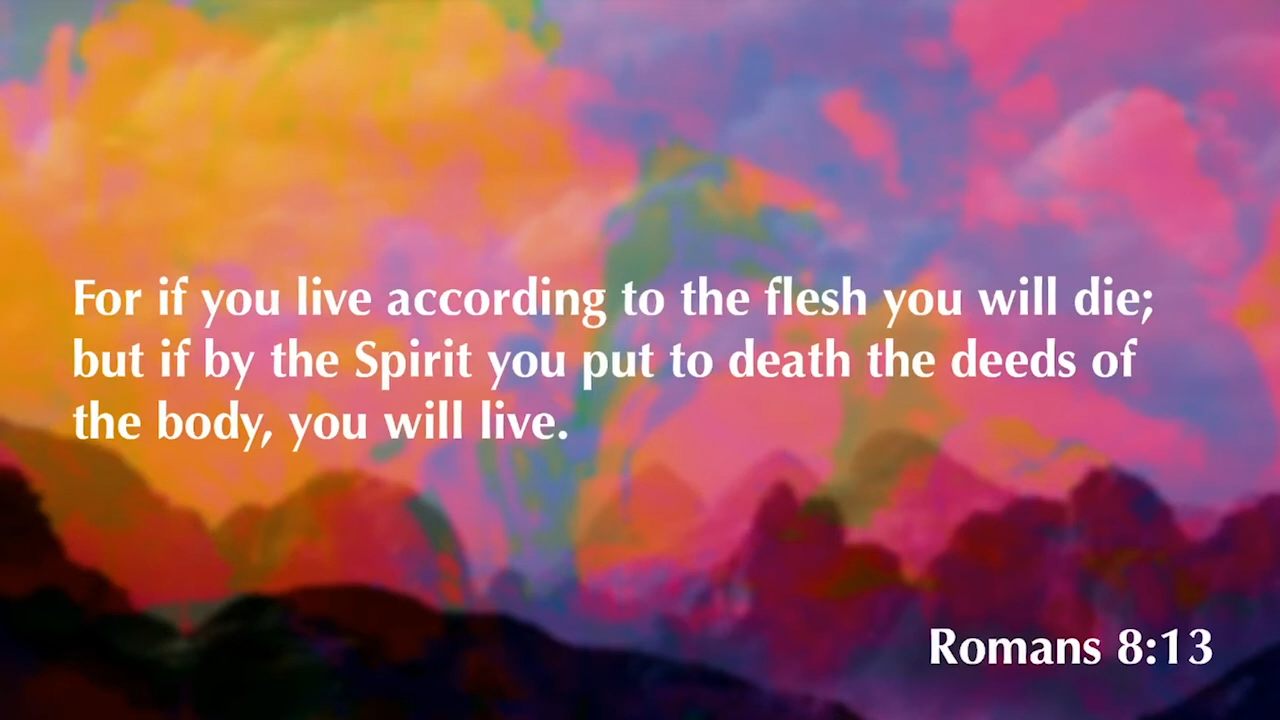 For if you live according to the flesh you will die;
but if by the Spirit you put to death the deeds of
the body, you will live.
Romans 8:13